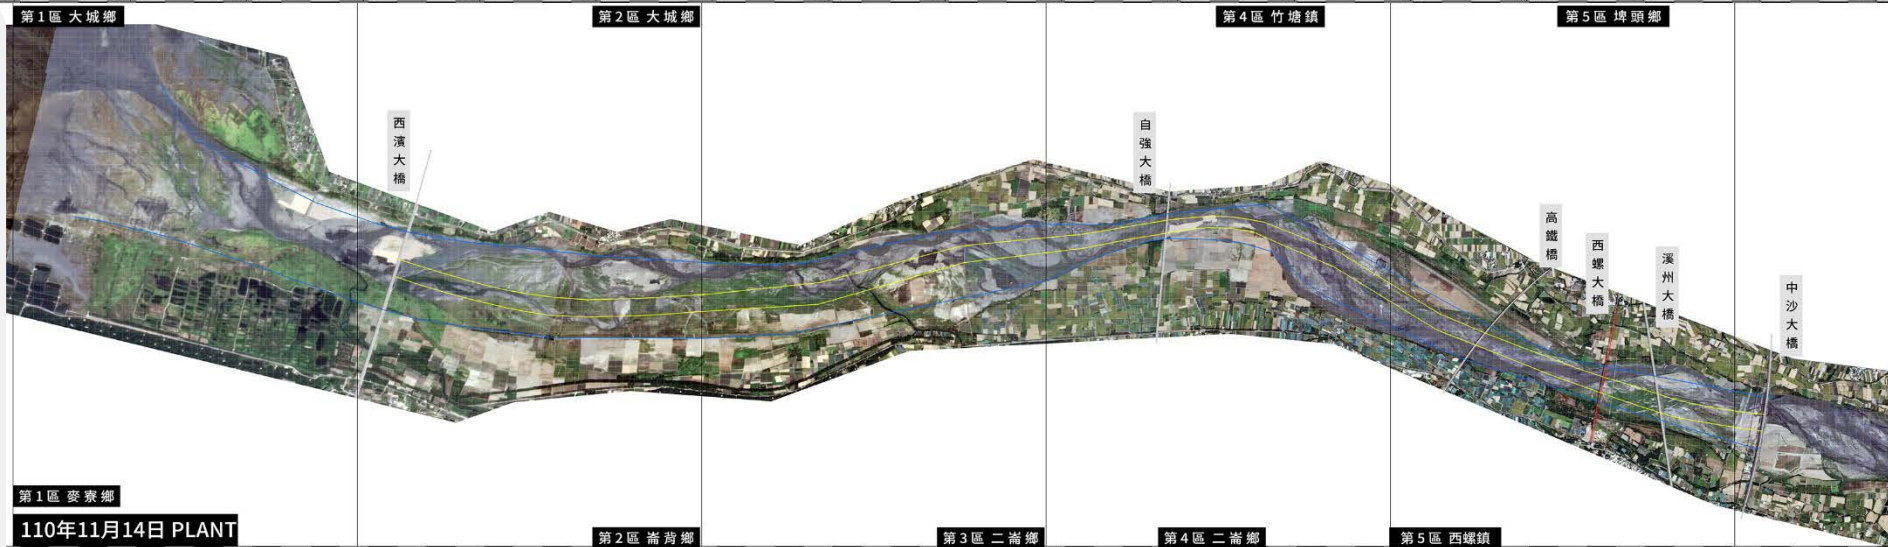 第1區 大城鄉
第2區 大城鄉
第4區 竹塘鎮
第5區 埤頭鄉
西濱大橋
自強大橋
高鐵橋
西螺大橋
溪州大橋
中沙大橋
第1區 麥寮鄉
110年11月14日 PLANT
第2區 崙背鄉
第3區 二崙鄉
第4區 二崙鄉
第5區 西螺鎮